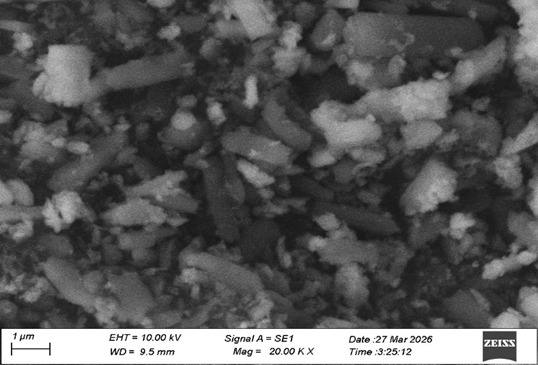 1 µm
EHT = 10.00 kV
Signal A = SE1
Date :27 Mar 2026
WD = 9.5 mm
Mag = 20.00 K X
Time :3:25:12
ZEISS